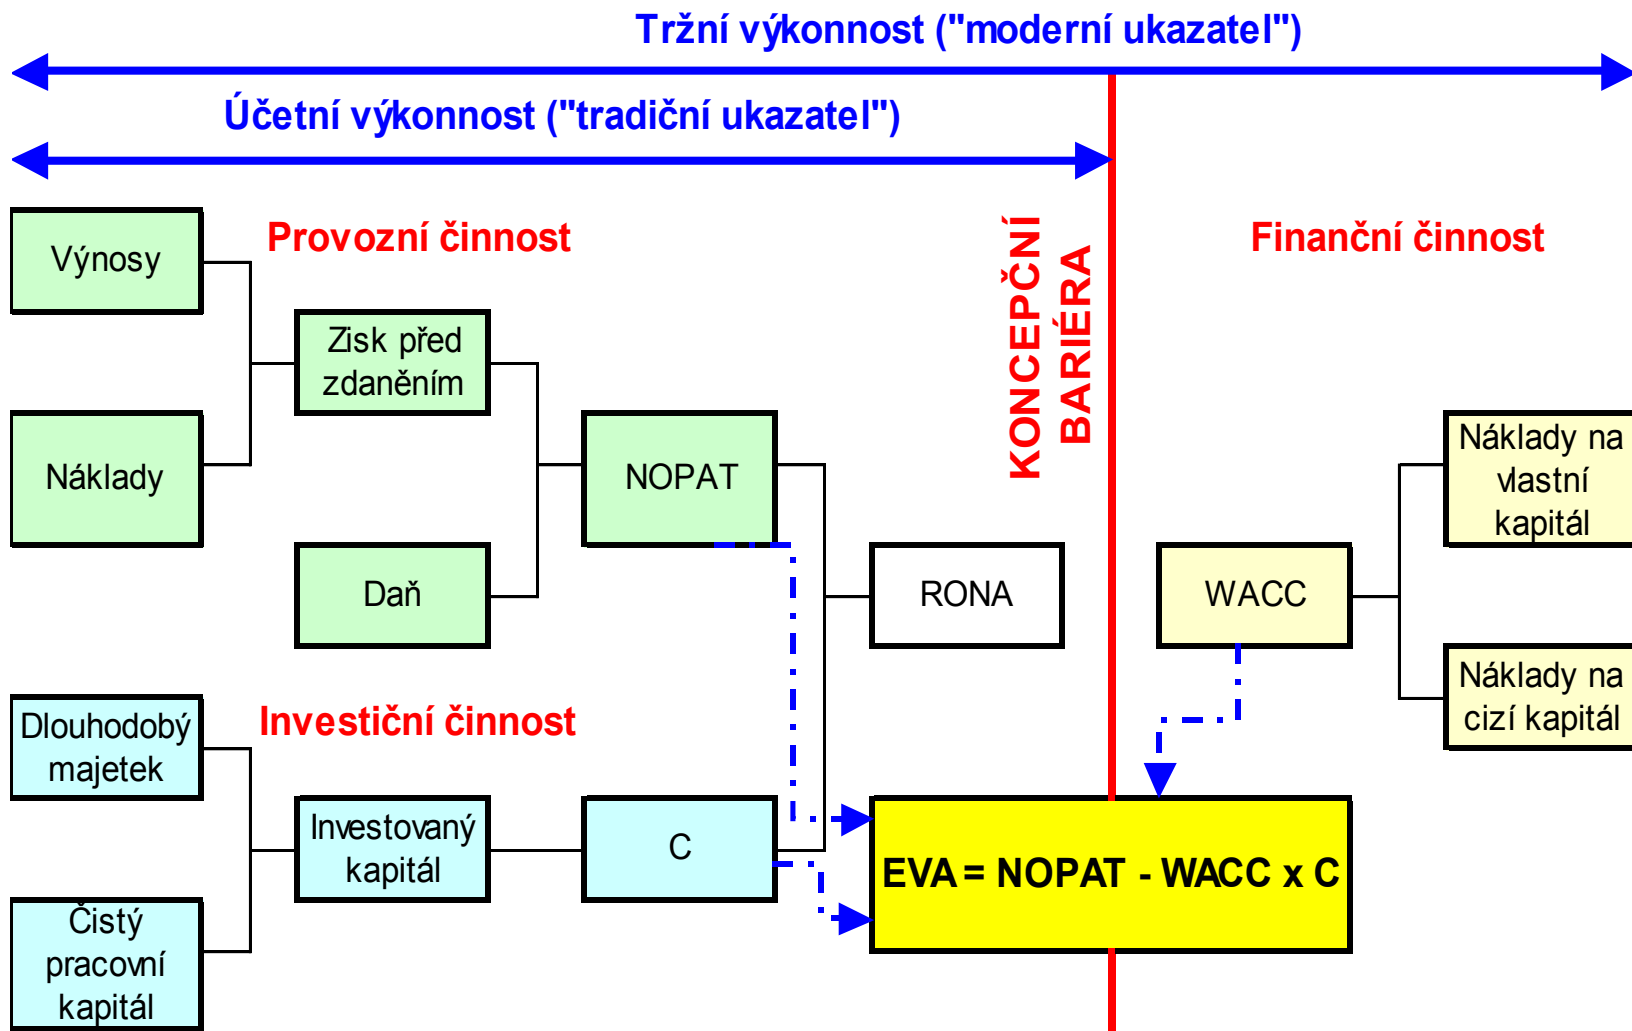 Tržní výkonnost ("moderní ukazatel")
Účetní výkonnost ("tradiční ukazatel")
Provozní činnost
KONCEPČNÍ
BARIÉRA
Finanční činnost
Výnosy
Zisk před
zdaněním
Náklady
NOPAT
Náklady na
vlastní
kapitál
Daň
RONA
WACC
Náklady na
cizí kapitál
Investiční činnost
Dlouhodobý
majetek
Investovaný
kapitál
C
EVA = NOPAT - WACC x C
Čistý
pracovní
kapitál